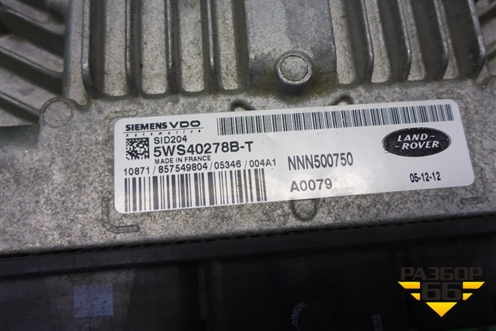 SIEMENS VDO
Automotive
SID204
5WS40278B-T
MADE IN FRANCE
10871 / 857549804 / 05346 / 004A1
NNN500750
A0079
LAND-ROVER
05-12-12
РАЗБОР
66